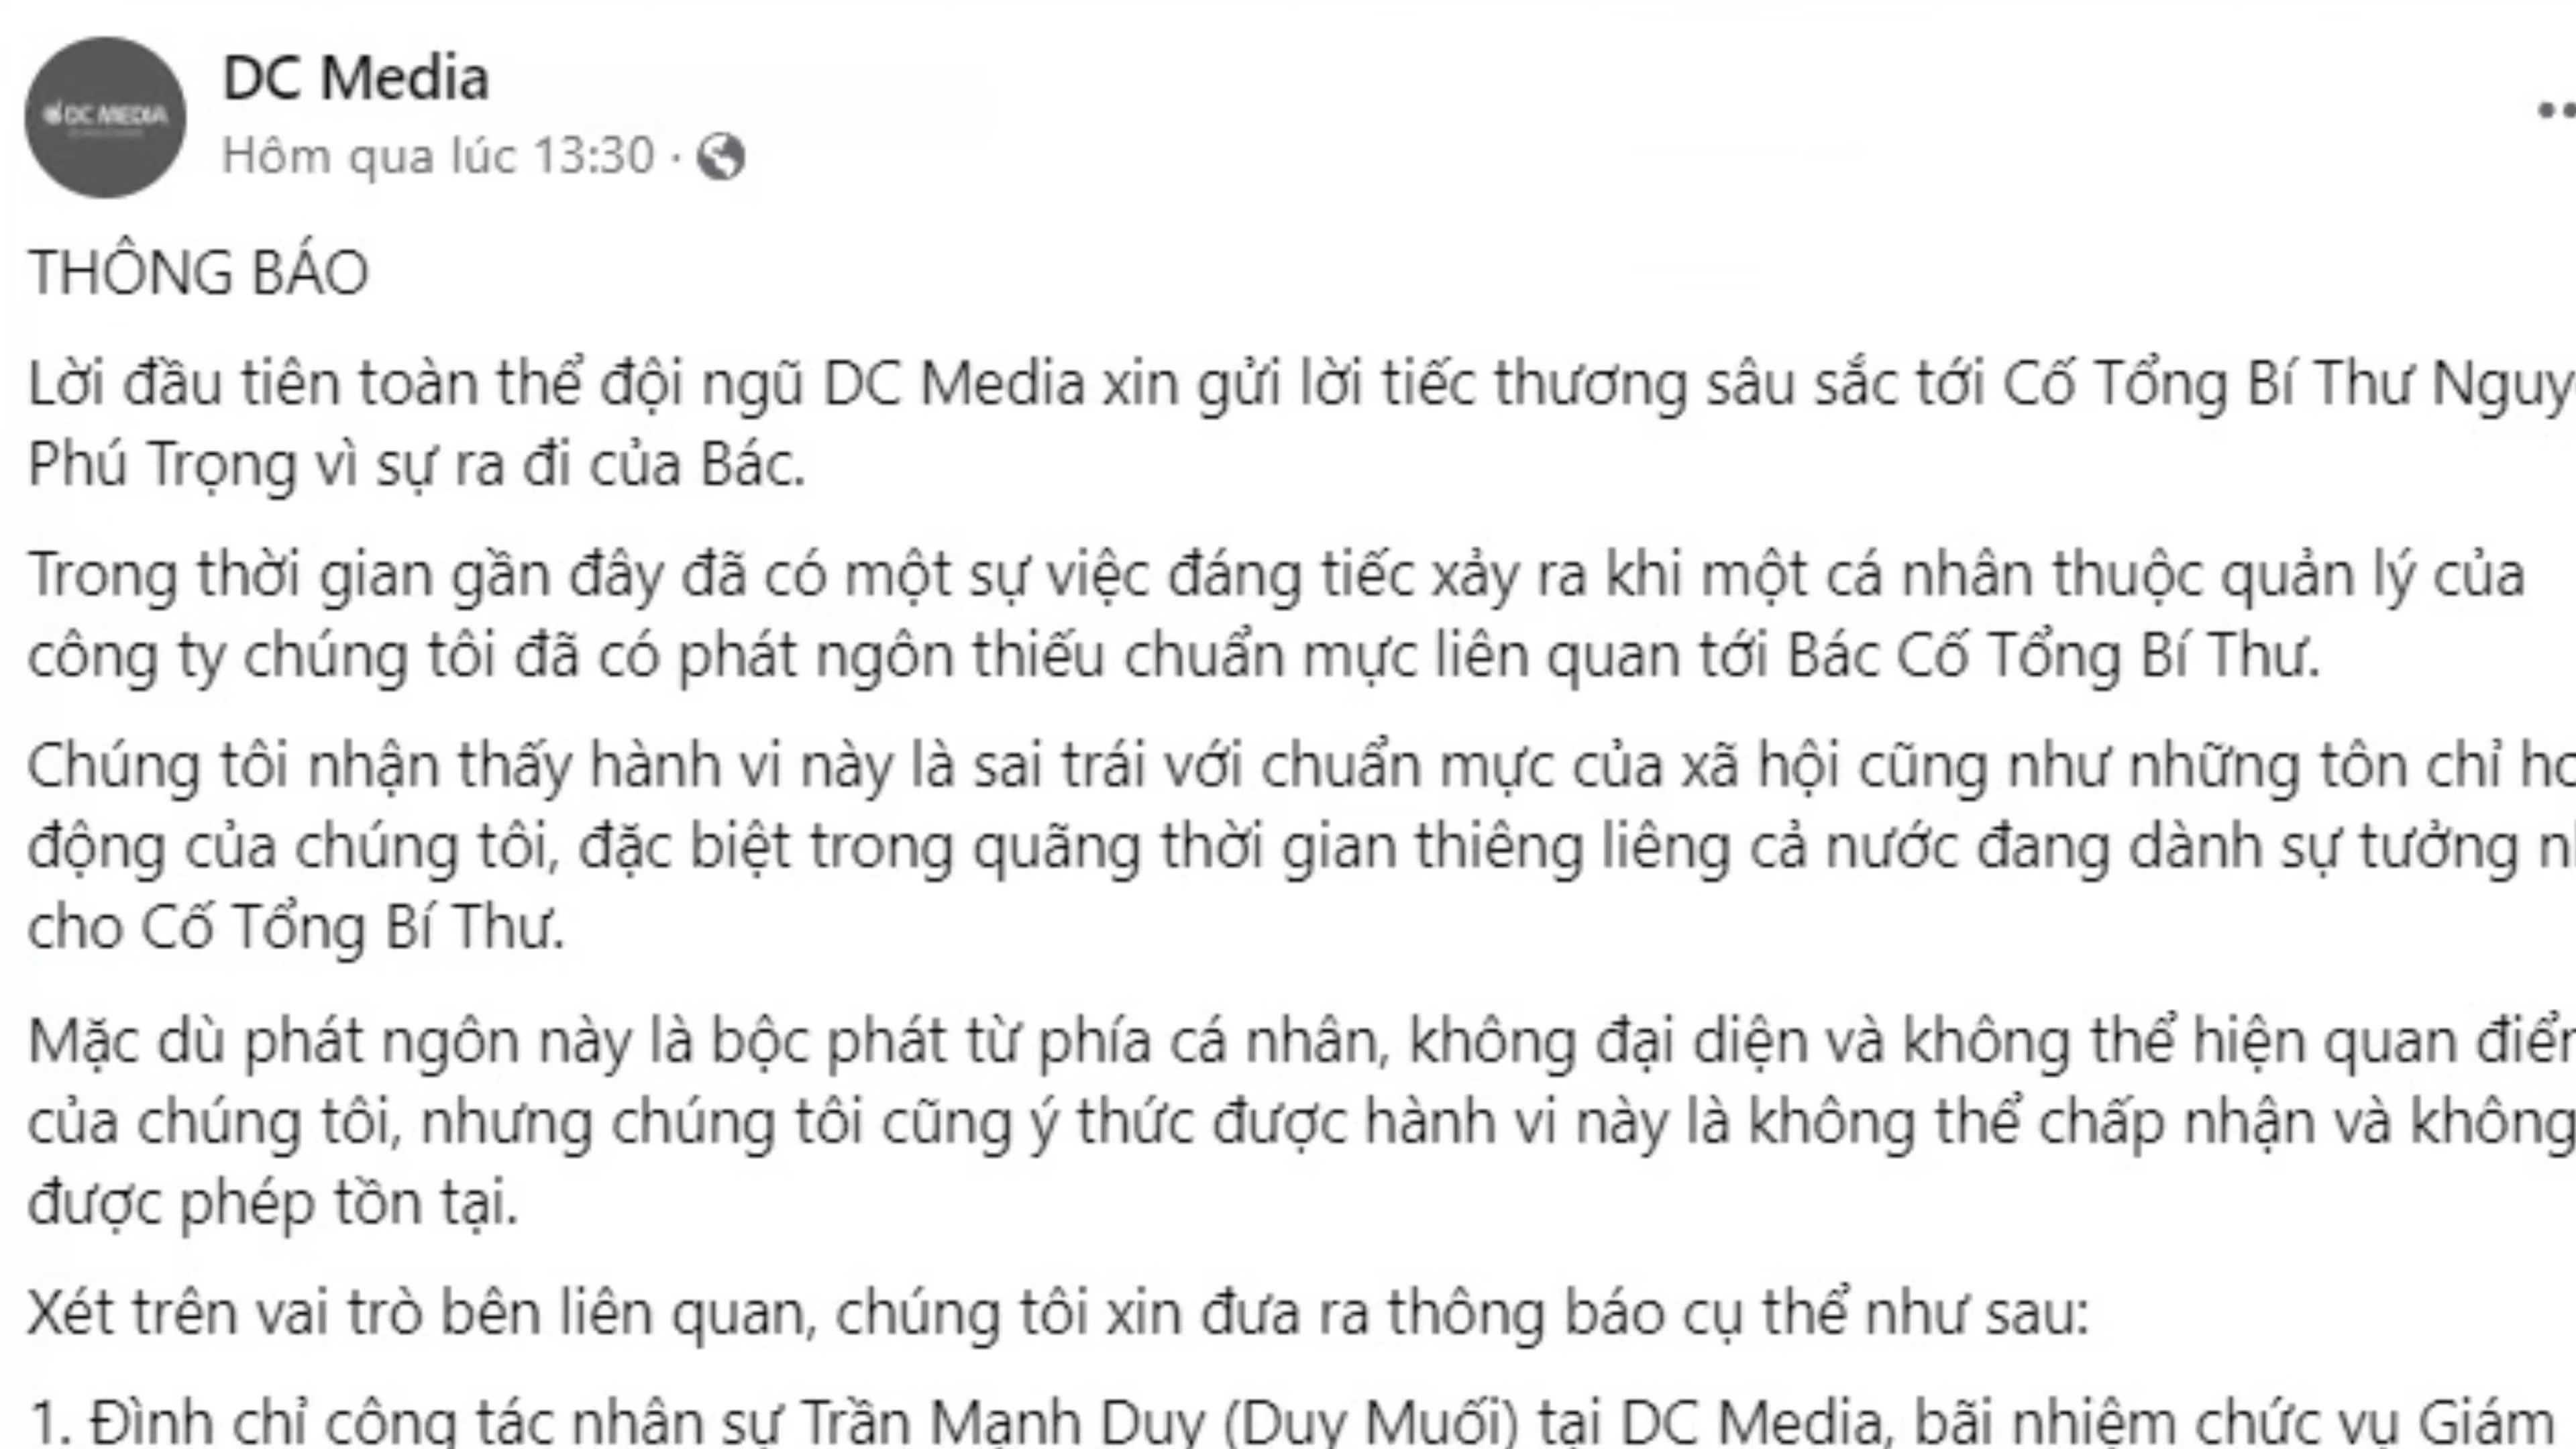 DC MEDIA
DC Media
Hôm qua lúc 13:30 ·
THÔNG BÁO
Lời đầu tiên toàn thể đội ngũ DC Media xin gửi lời tiếc thương sâu sắc tới Cố Tổng Bí Thư
Phú Trọng vì sự ra đi của Bác.
Trong thời gian gần đây đã có một sự việc đáng tiếc xảy ra khi một cá nhân thuộc quản lý của
công ty chúng tôi đã có phát ngôn thiếu chuẩn mực liên quan tới Bác Cố Tổng Bí Thư.
Chúng tôi nhận thấy hành vi này là sai trái với chuẩn mực của xã hội cũng như những tôn chỉ
động của chúng tôi, đặc biệt trong quãng thời gian thiêng liêng cả nước đang dành sự tưởng
cho Cố Tổng Bí Thư.
Mặc dù phát ngôn này là bộc phát từ phía cá nhân, không đại diện và không thể hiện quan
của chúng tôi, nhưng chúng tôi cũng ý thức được hành vi này là không thể chấp nhận và không
được phép tồn tại.
Xét trên vai trò bên liên quan, chúng tôi xin đưa ra thông báo cụ thể như sau:
1. Đình chỉ công tác nhân sự Trần Mạnh Duy (Duy Muối) tại DC Media, bãi nhiệm chức vụ Giám